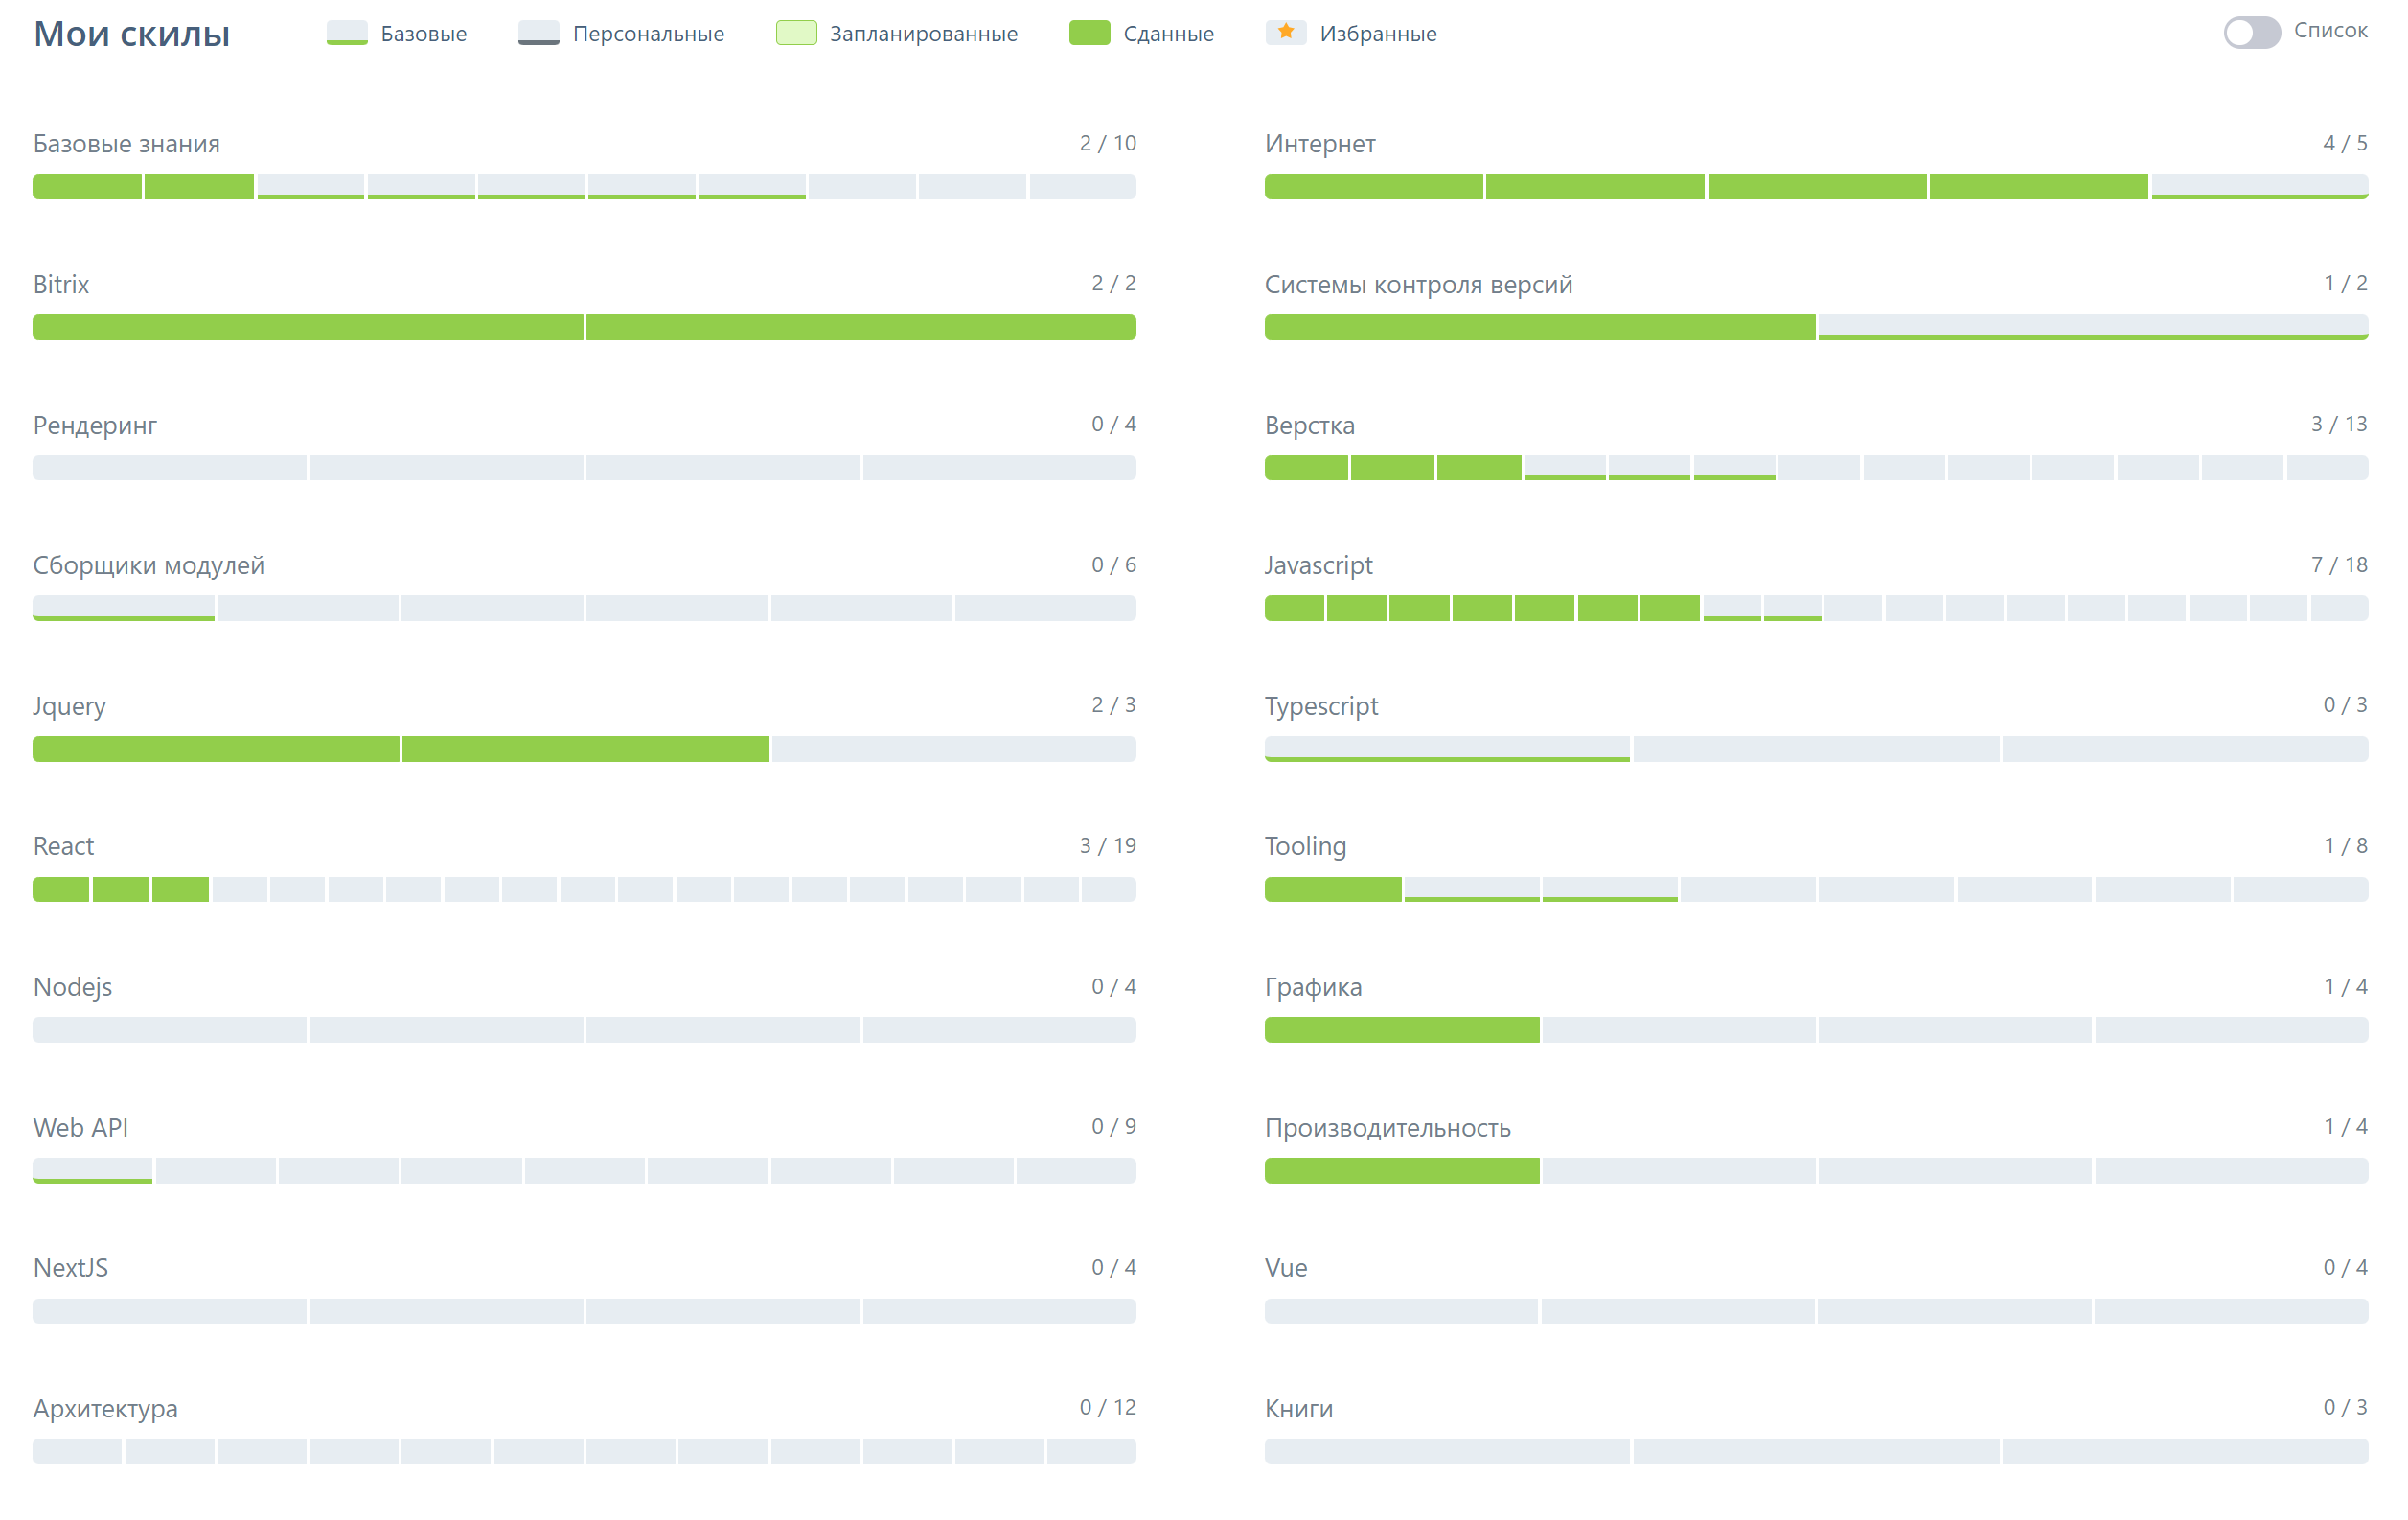 Мои скилы
Базовые
Персональные
Запланированные
Сданные
Избранные
Список
Базовые знания 2 / 10
Интернет 4 / 5
Bitrix 2 / 2
Системы контроля версий 1 / 2
Рендеринг 0 / 4
Верстка 3 / 13
Сборщики модулей 0 / 6
Javascript 7 / 18
Jquery 2 / 3
Typescript 0 / 3
React 3 / 19
Tooling 1 / 8
Nodejs 0 / 4
Графика 1 / 4
Web API 0 / 9
Производительность 1 / 4
NextJS 0 / 4
Vue 0 / 4
Архитектура 0 / 12
Книги 0 / 3